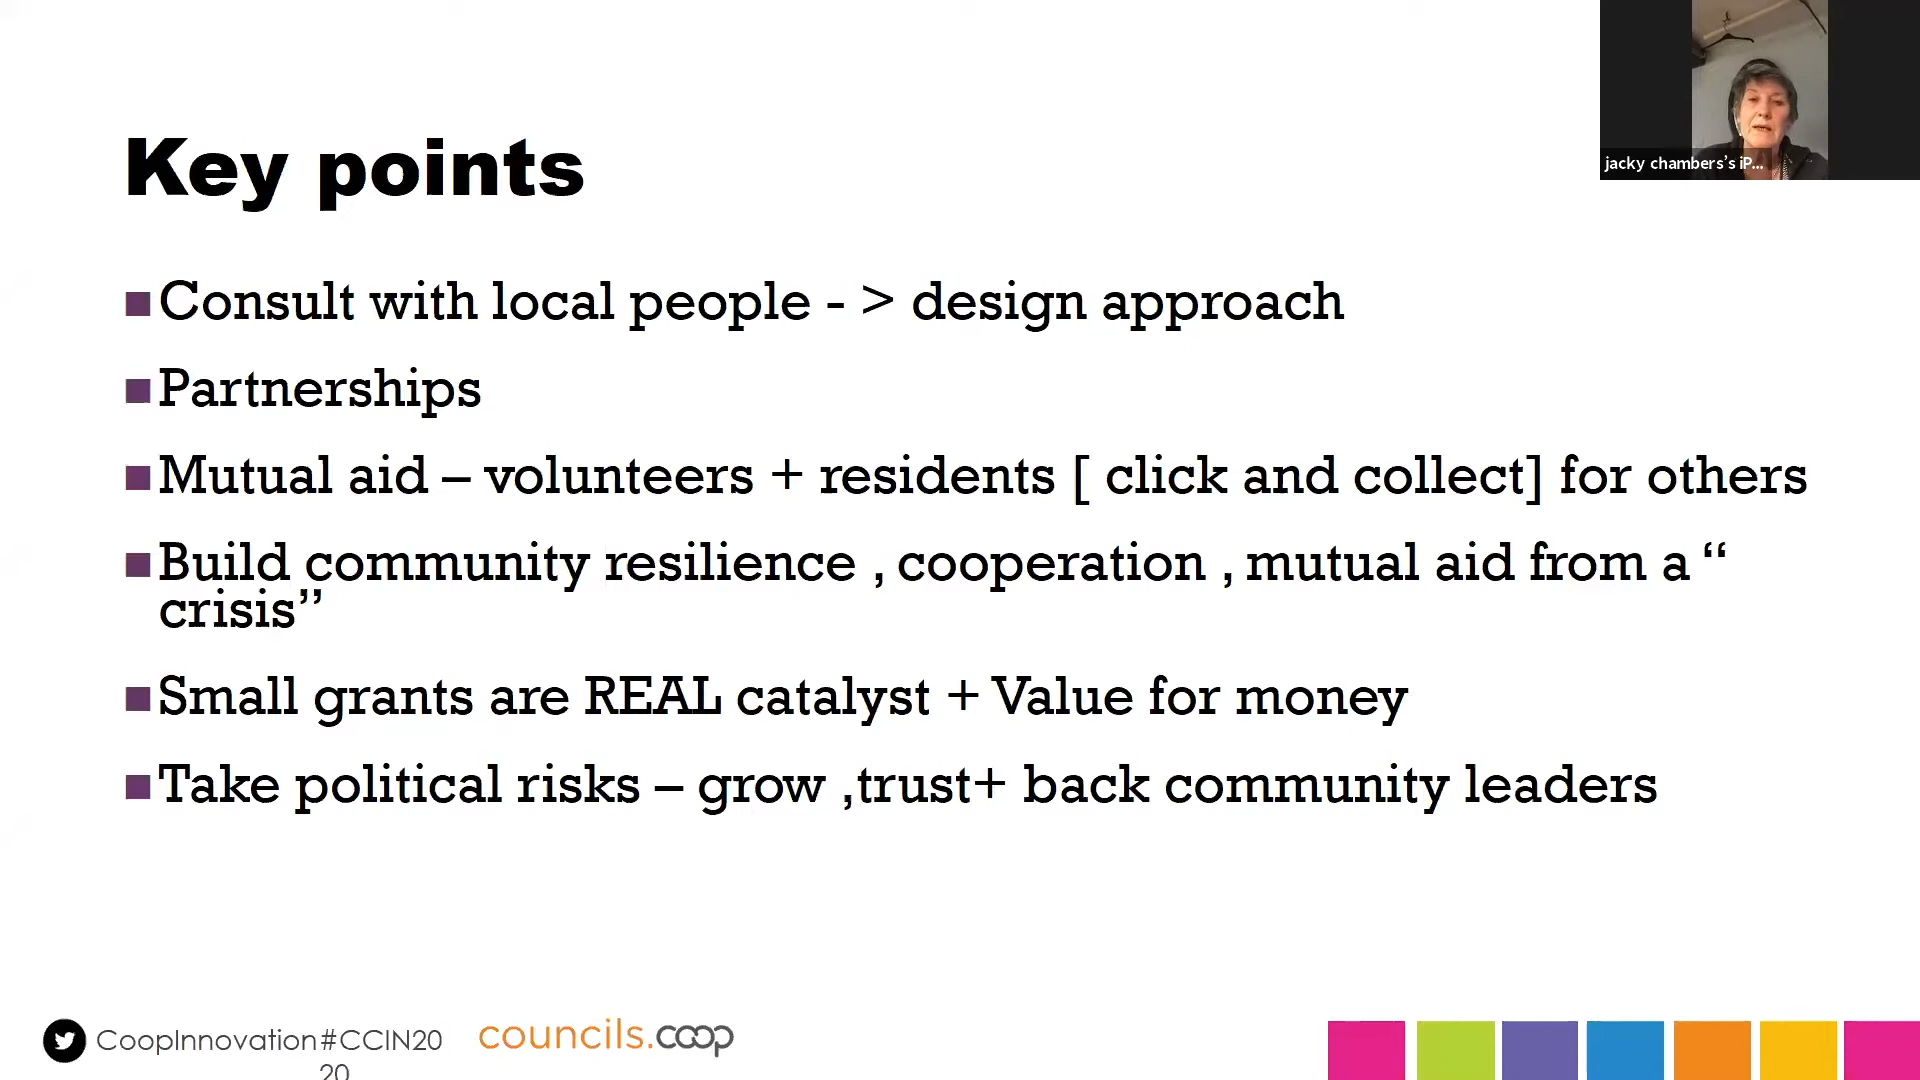 jacky chambers's iP...
Key points
Consult with local people - > design approach
Partnerships
Mutual aid – volunteers + residents [ click and collect] for others
Build community resilience , cooperation , mutual aid from a “
crisis”
Small grants are REAL catalyst + Value for money
Take political risks – grow ,trust+ back community leaders
CoopInnovation #CCIN20
20
councils.coop